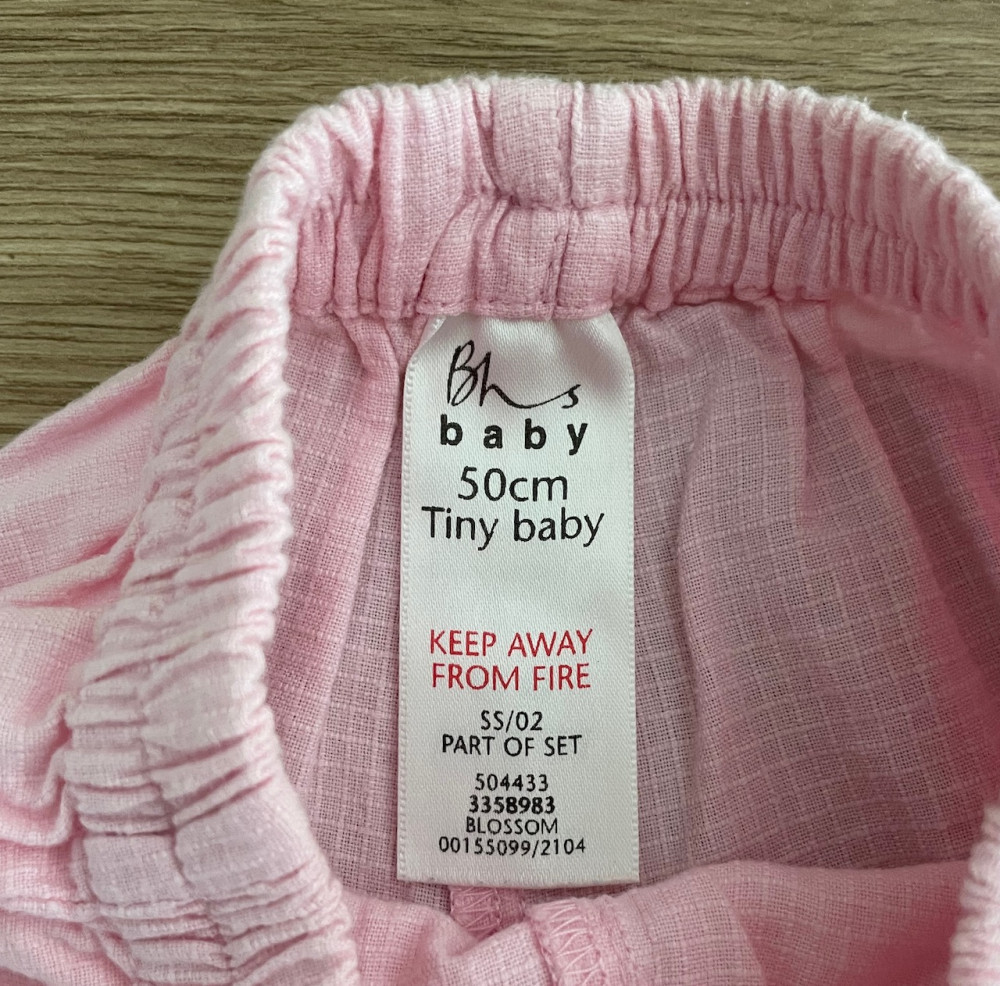 Bhs
baby
50cm
Tiny baby
KEEP AWAY
FROM FIRE
SS/02
PART OF SET
504433
3358983
BLOSSOM
00155099/2104